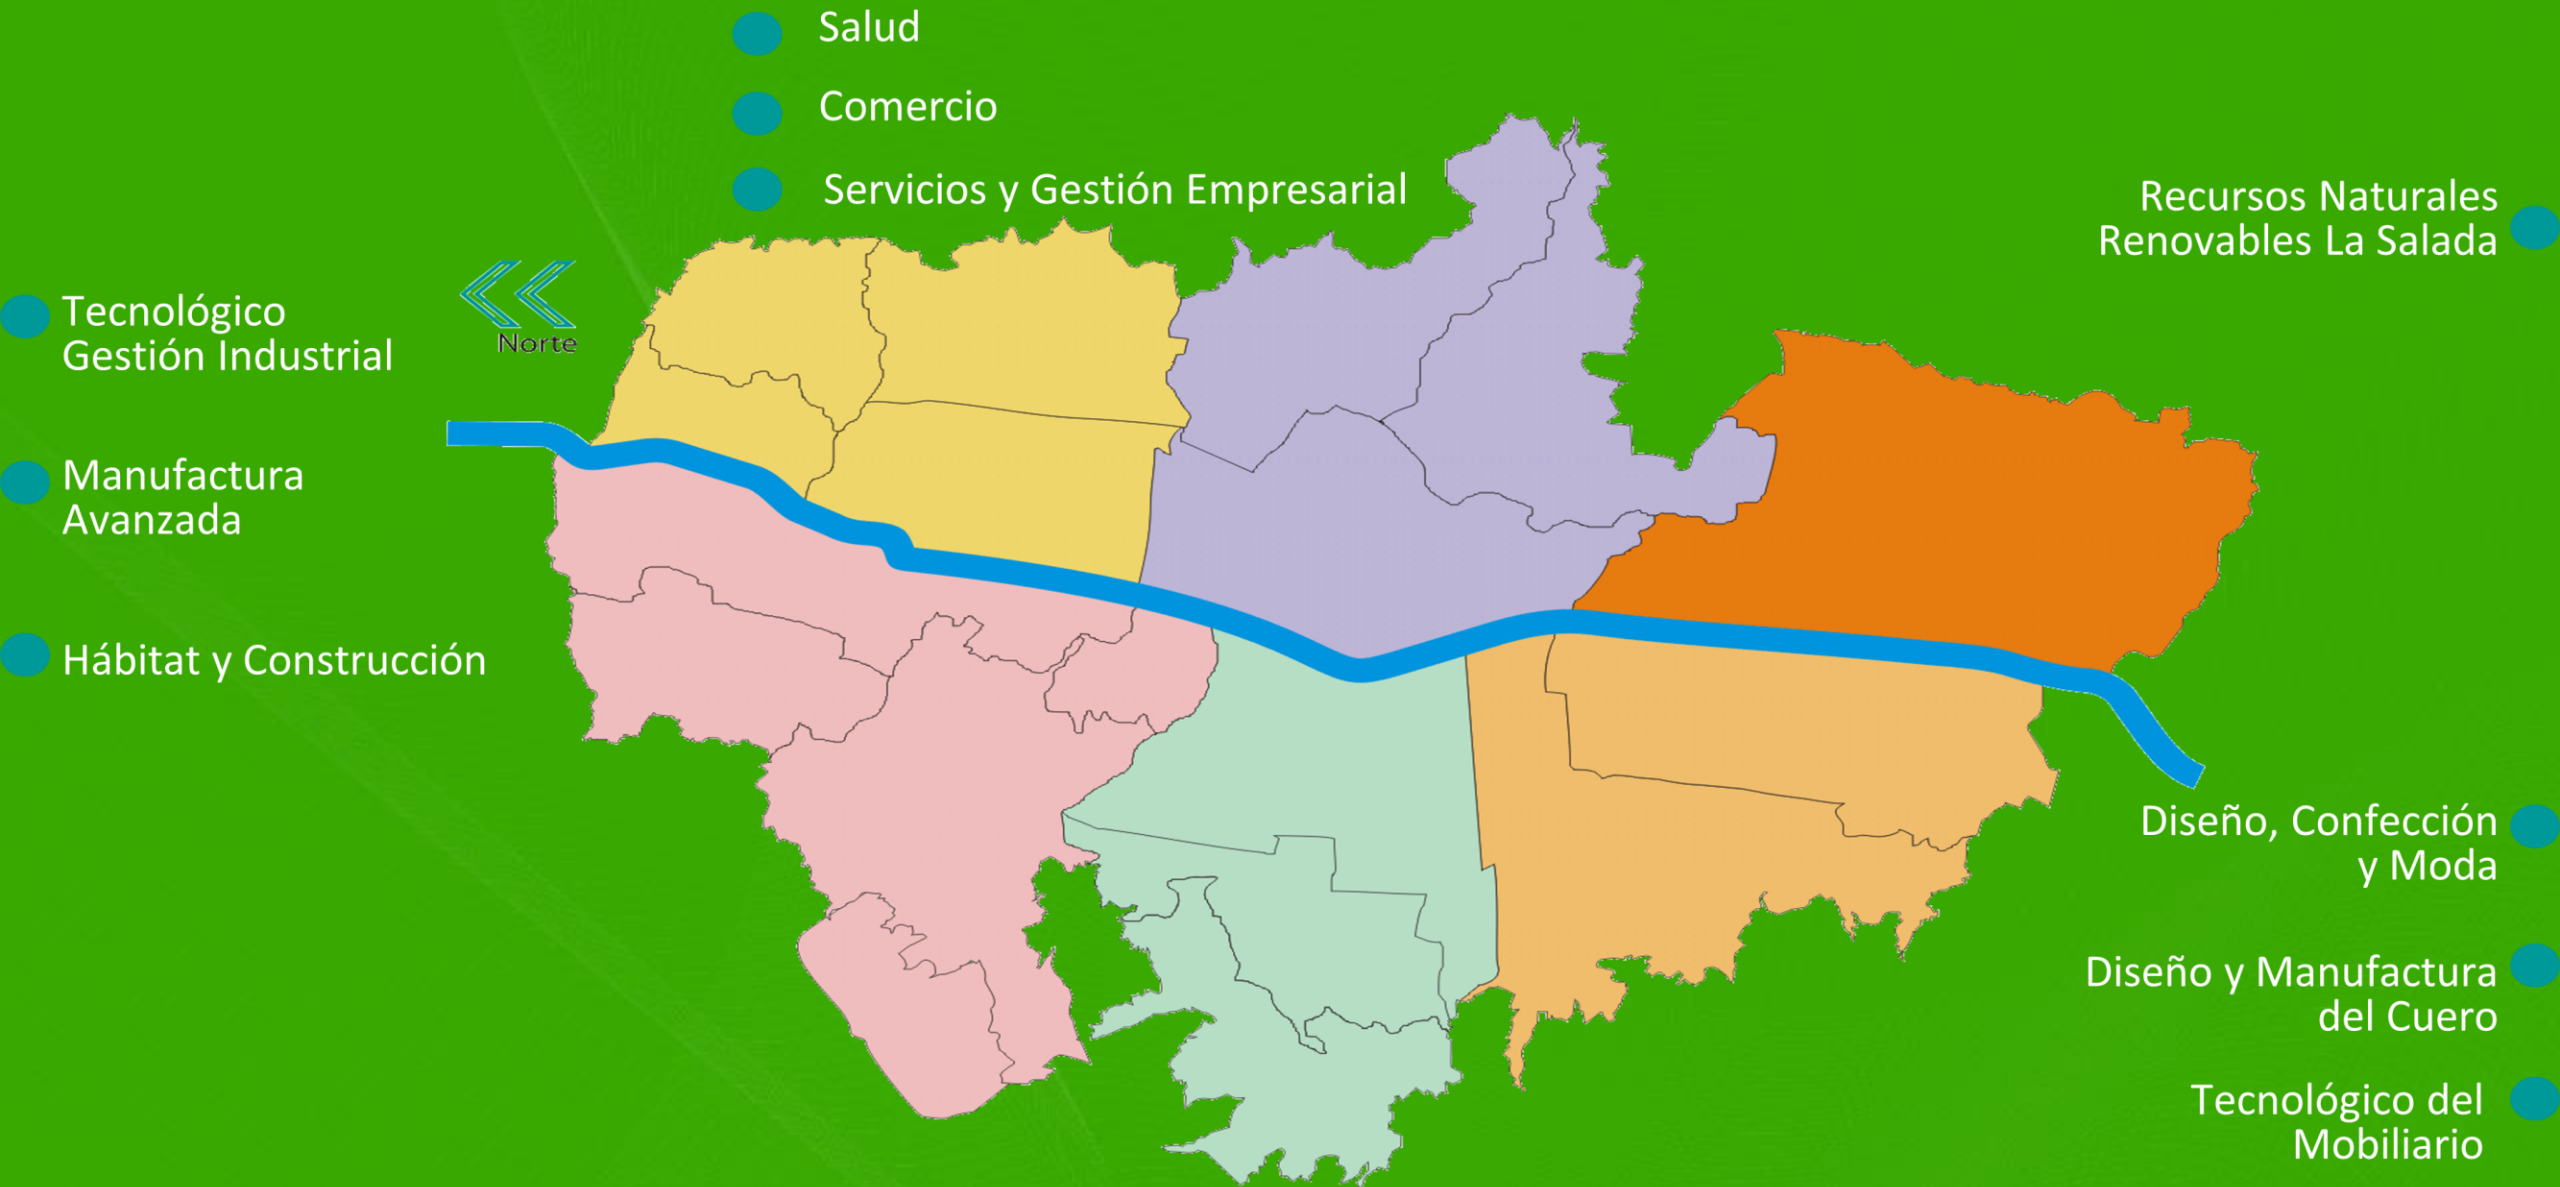 Salud
Comercio
Servicios y Gestión Empresarial
Recursos Naturales
Renovables La Salada
Tecnológico
Gestión Industrial
Norte
Manufactura
Avanzada
Hábitat y Construcción
Diseño, Confección
y Moda
Diseño y Manufactura
del Cuero
Tecnológico del
Mobiliario